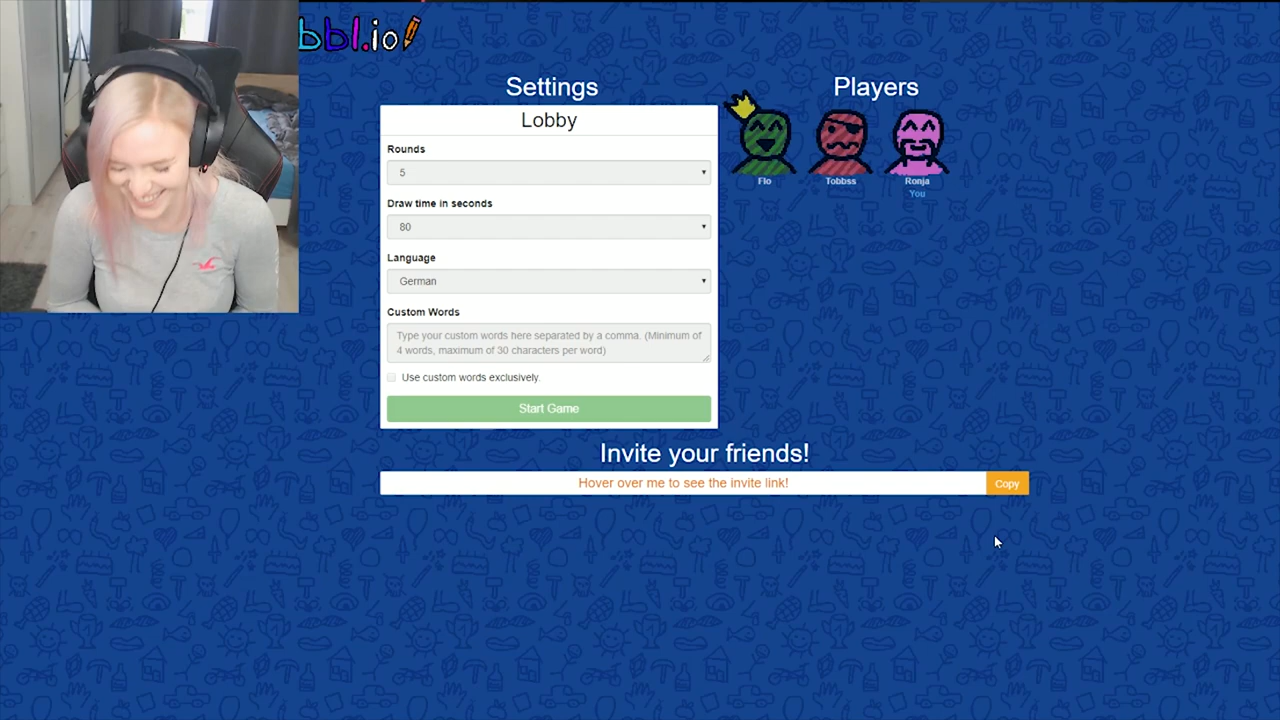 bbl.io
Settings
Players
Lobby
Rounds
5
Flo
Tobbss
Ronja
You
Draw time in seconds
80
Language
German
Custom Words
Type your custom words here separated by a comma. (Minimum of
4 words, maximum of 30 characters per word)
Use custom words exclusively.
Start Game
Invite your friends!
Hover over me to see the invite link!
Copy